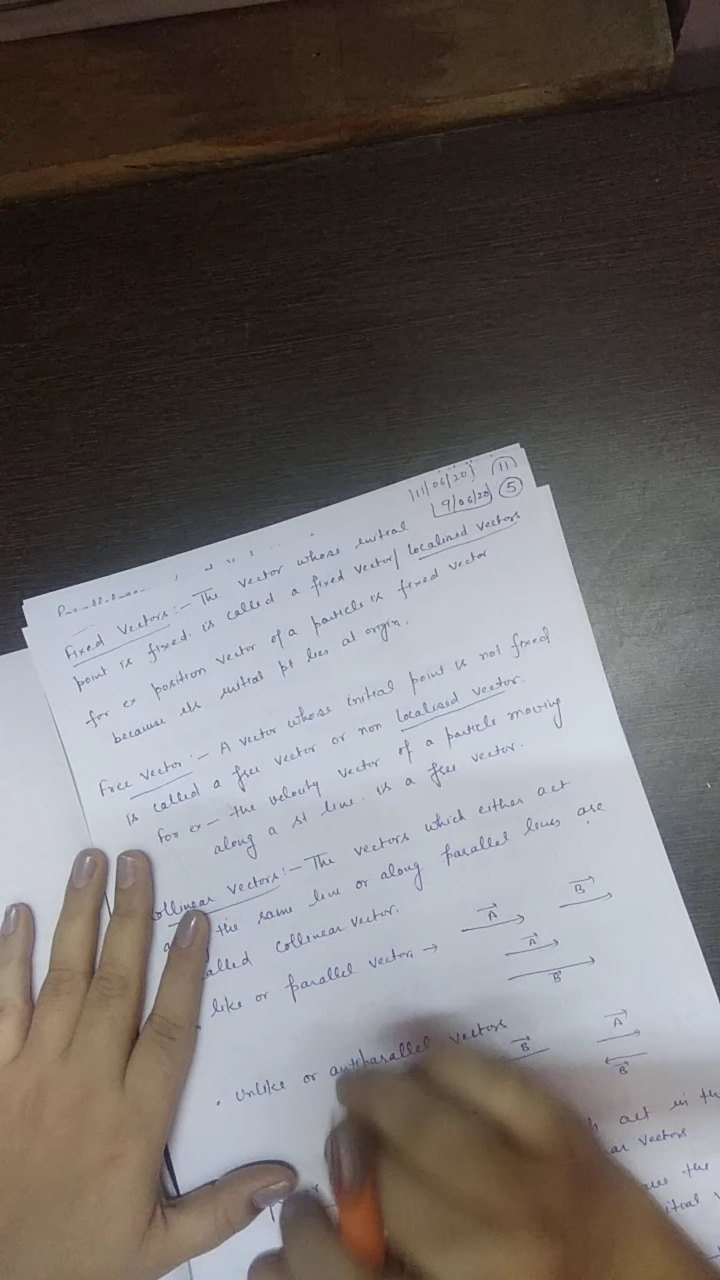 11/06/20 11
9/06/20 5
Fixed Vectors:- The vector whose initial
point is fixed is called a fixed vector/ localised vectors
for ex position vector of a particle is fixed vector
because its initial pt lies at origin.
Free Vector:- A vector whose initial point is not fixed
is called a free vector or non localised vector.
for ex - the velocity vector of a particle moving
along a st line is a free vector.
ollinear vectors:- The vectors which either act
the same line or along parallel lines are
alled collinear vector.
like or parallel vector → A B
A
B
• Unlike or antiparallel vectors B A
B
act in th
ar vectors
the
itial